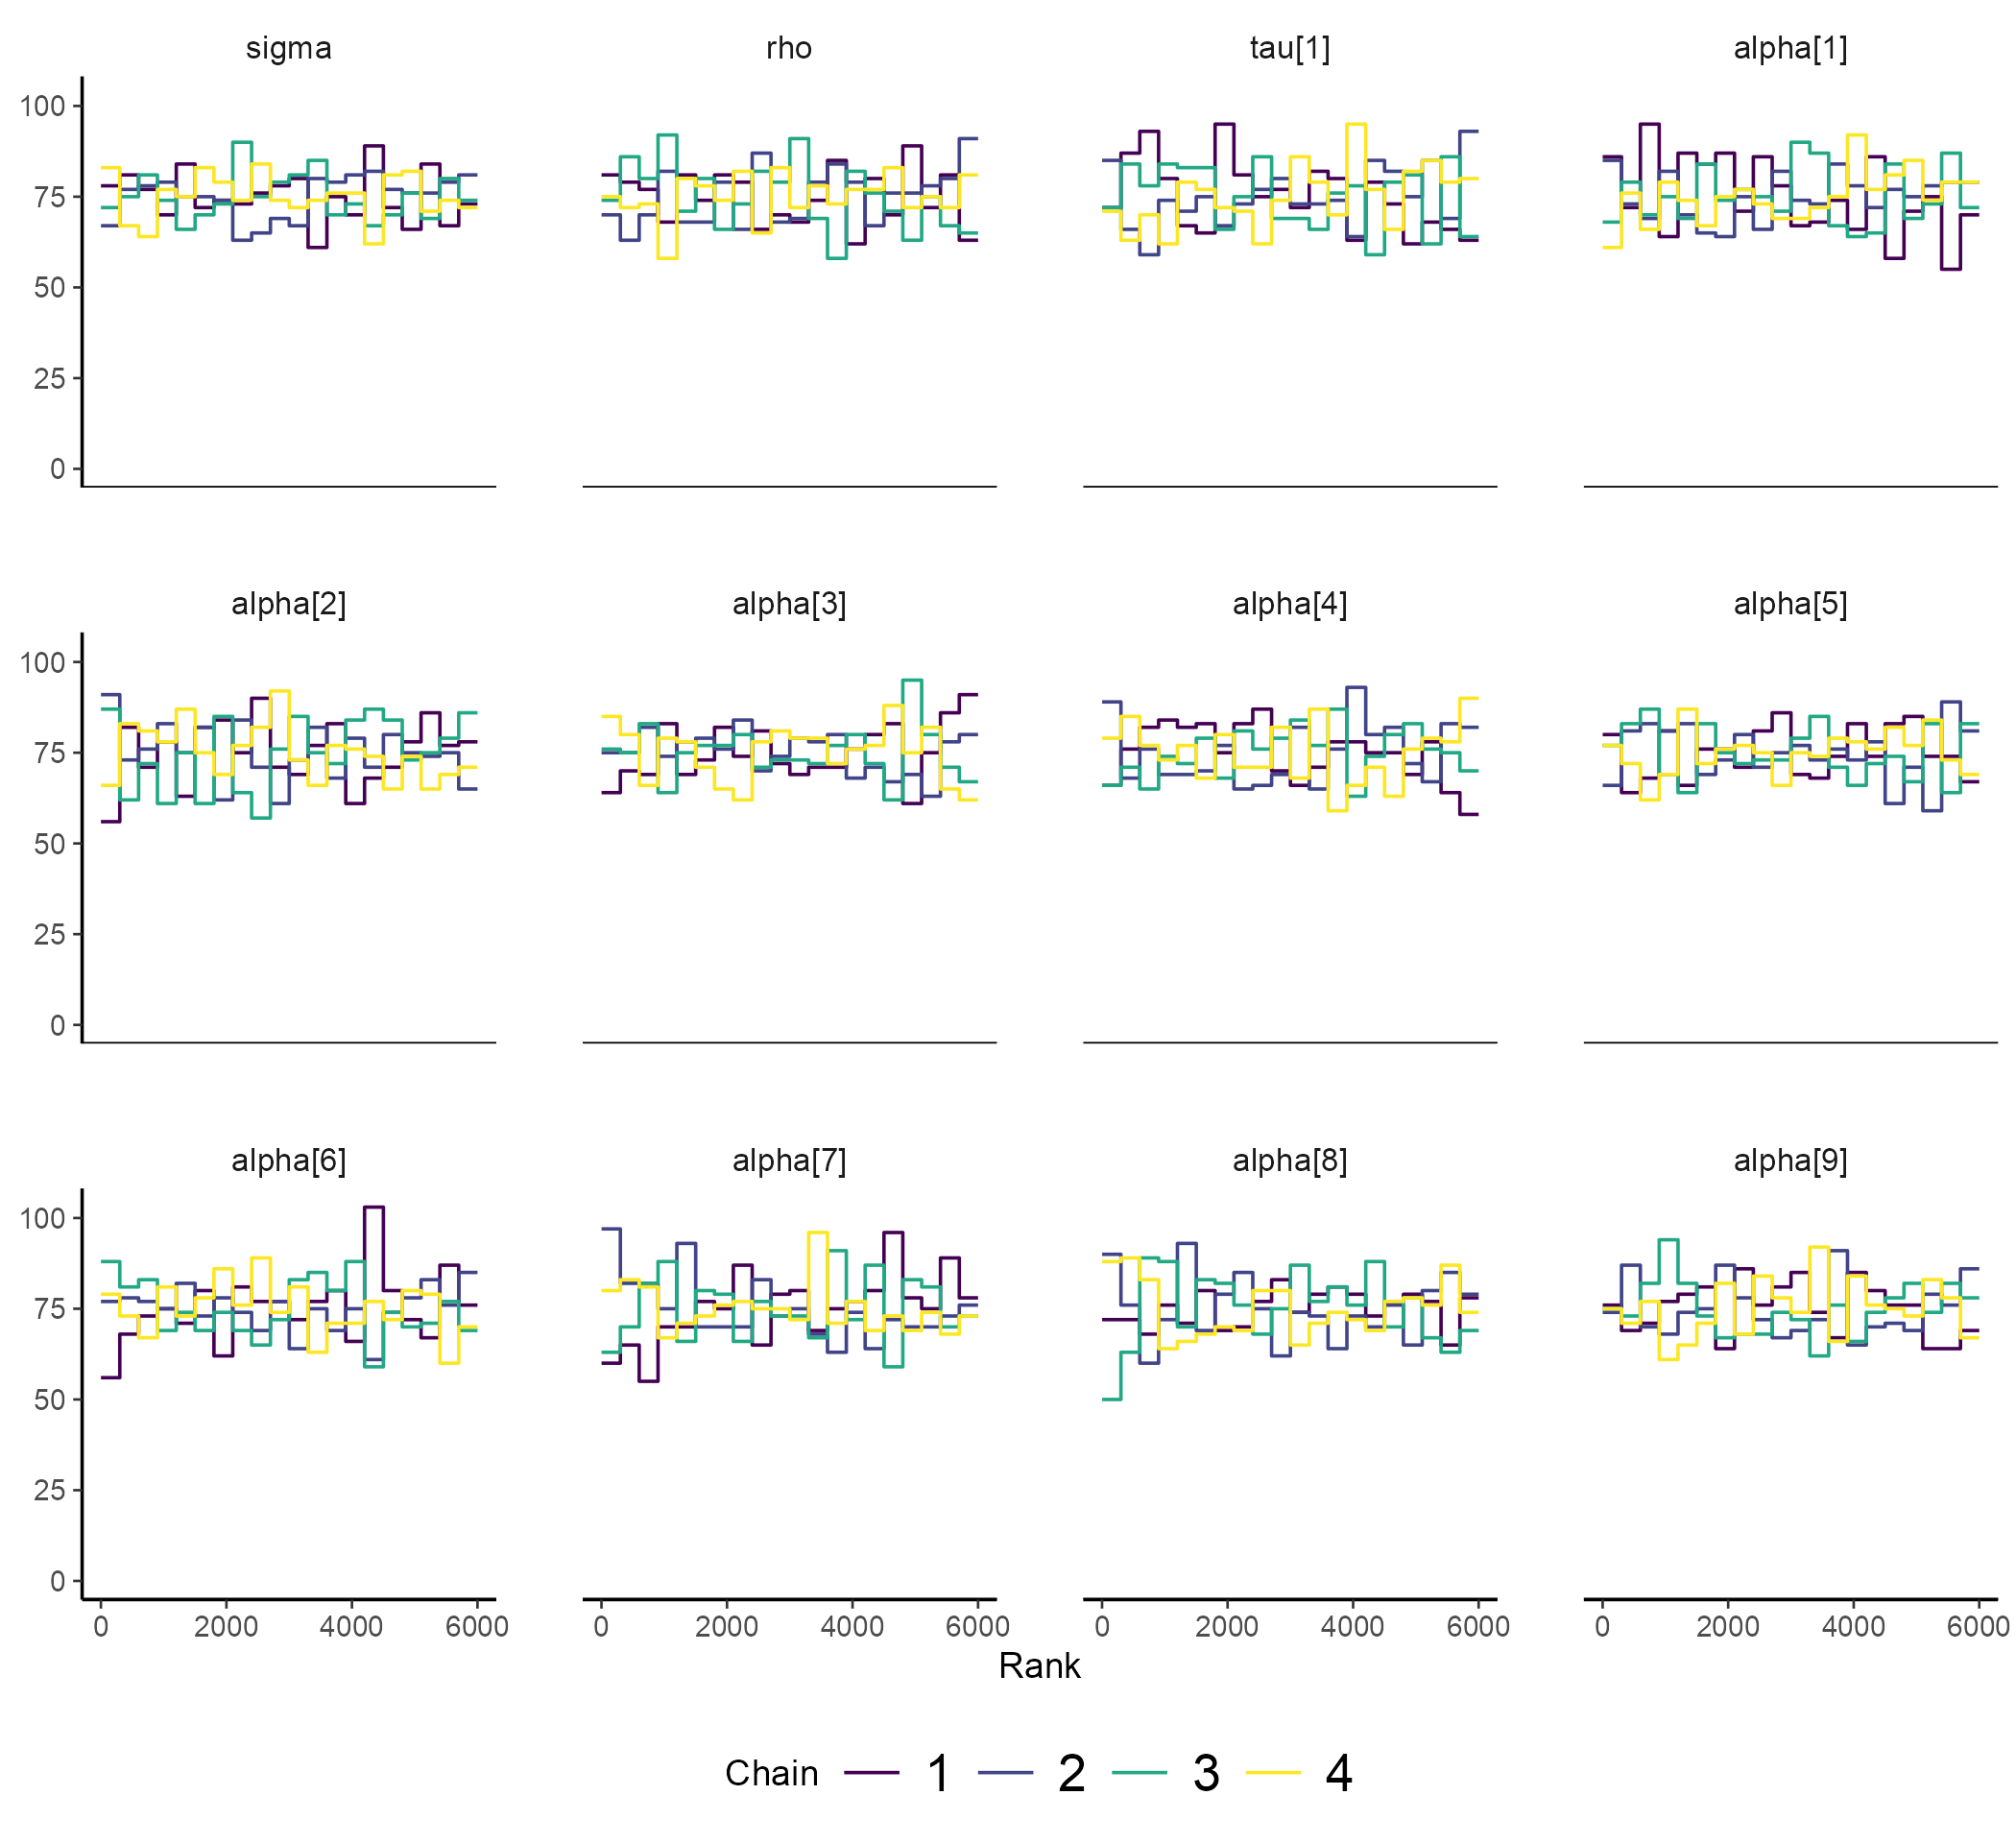 sigma rho tau[1] alpha[1]
100
75
50
25
0
alpha[2] alpha[3] alpha[4] alpha[5]
100
75
50
25
0
alpha[6] alpha[7] alpha[8] alpha[9]
100
75
50
25
0
0 2000 4000 6000 0 2000 4000 6000 0 2000 4000 6000 0 2000 4000 6000
Rank
Chain 1 2 3 4